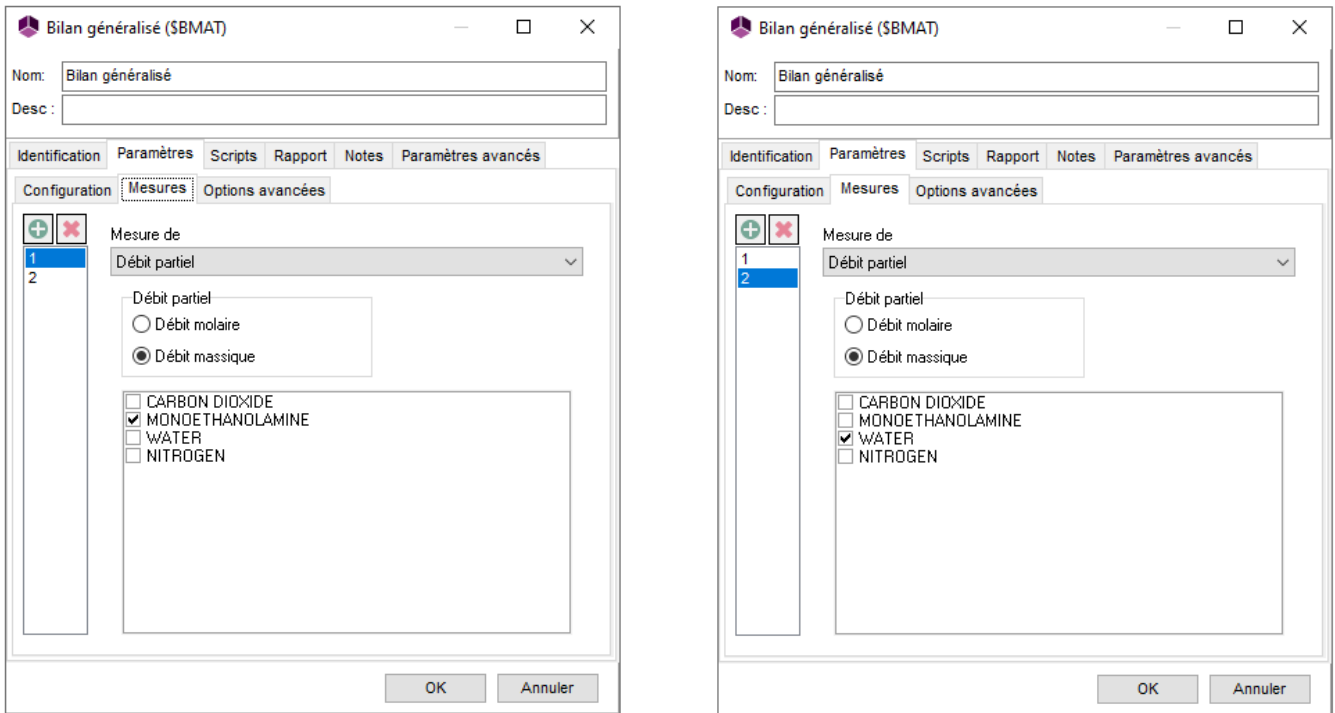 Bilan généralisé ($BMAT)
Nom: Bilan généralisé
Desc :
Identification Paramètres Scripts Rapport Notes Paramètres avancés
Configuration Mesures Options avancées
Mesure de
1
2
Débit partiel
Débit partiel
Débit molaire
Débit massique
CARBON DIOXIDE
MONOETHANOLAMINE
WATER
NITROGEN
OK Annuler
Bilan généralisé ($BMAT)
Nom: Bilan généralisé
Desc :
Identification Paramètres Scripts Rapport Notes Paramètres avancés
Configuration Mesures Options avancées
Mesure de
1
2
Débit partiel
Débit partiel
Débit molaire
Débit massique
CARBON DIOXIDE
MONOETHANOLAMINE
WATER
NITROGEN
OK Annuler